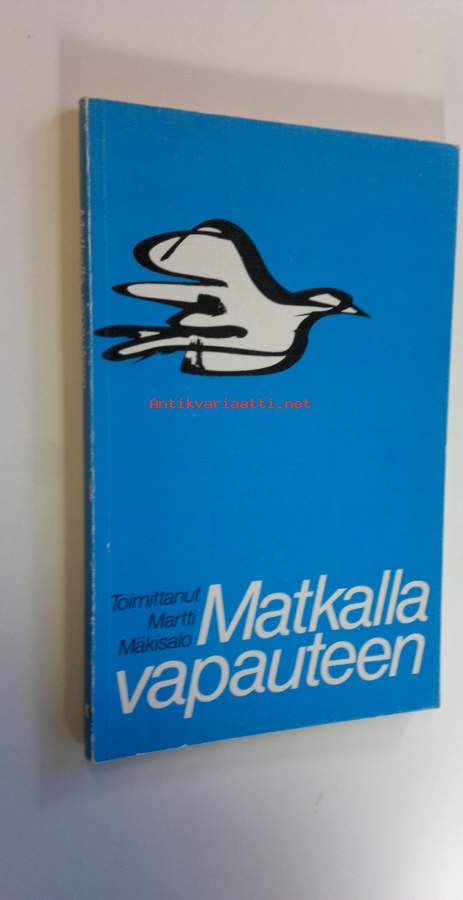 Antikvariaatti.net
Toimittanut
Martti
Mäkisalo
Matkalla
vapauteen